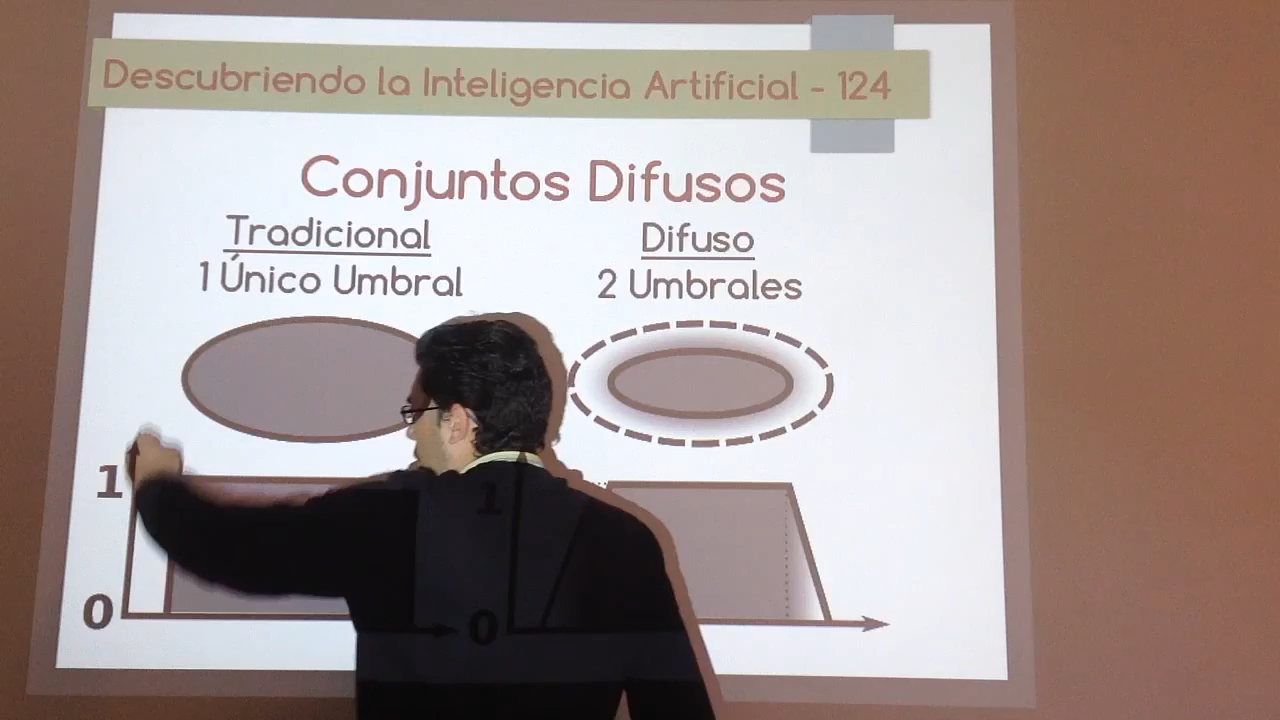 Descubriendo la Inteligencia Artificial - 124
Conjuntos Difusos
Tradicional
1 Único Umbral
Difuso
2 Umbrales
1
0
1
0